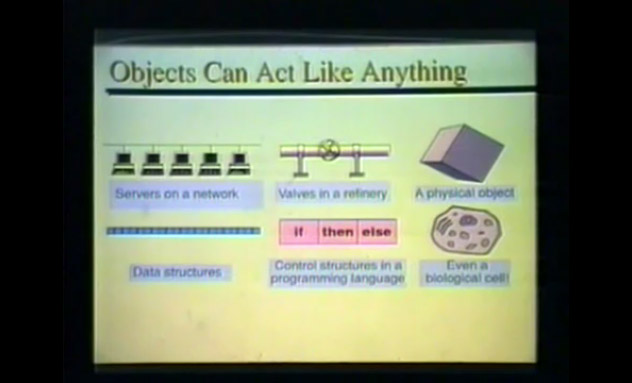 Objects Can Act Like Anything
Servers on a network
Valves in a refinery
A physical object
if then else
Data structures
Control structures in a
programming language
Even a
biological cell!